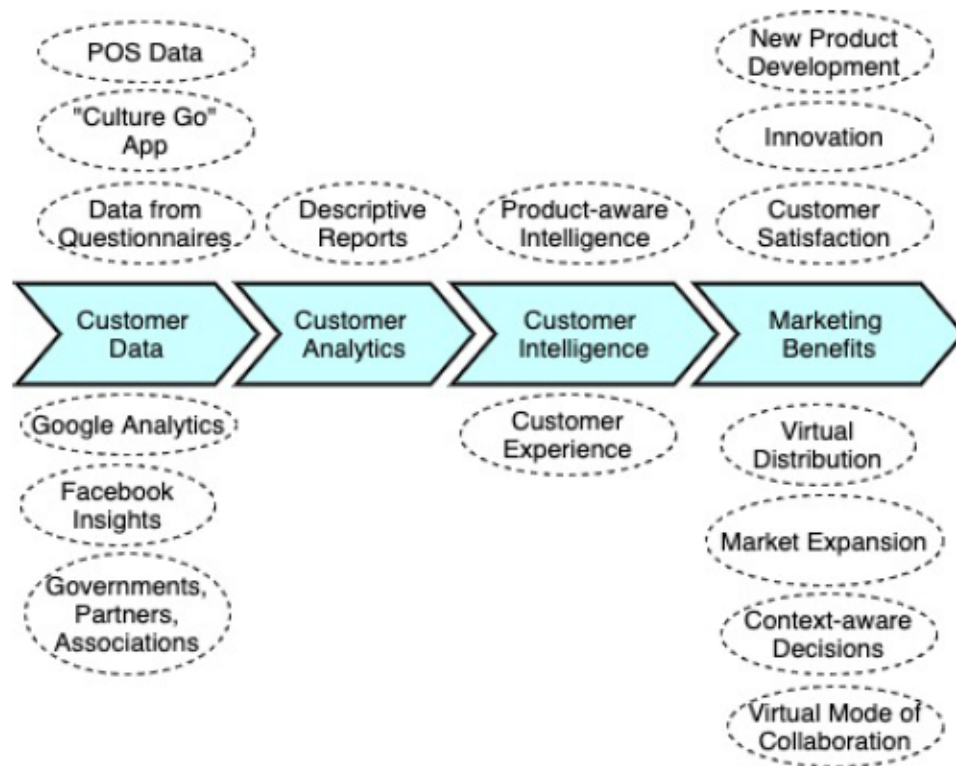 POS Data
"Culture Go"
App
Data from
Questionnaires
Descriptive
Reports
Product-aware
Intelligence
New Product
Development
Innovation
Customer
Satisfaction
Customer
Data
Customer
Analytics
Customer
Intelligence
Marketing
Benefits
Google Analytics
Facebook
Insights
Governments,
Partners,
Associations
Customer
Experience
Virtual
Distribution
Market Expansion
Context-aware
Decisions
Virtual Mode of
Collaboration